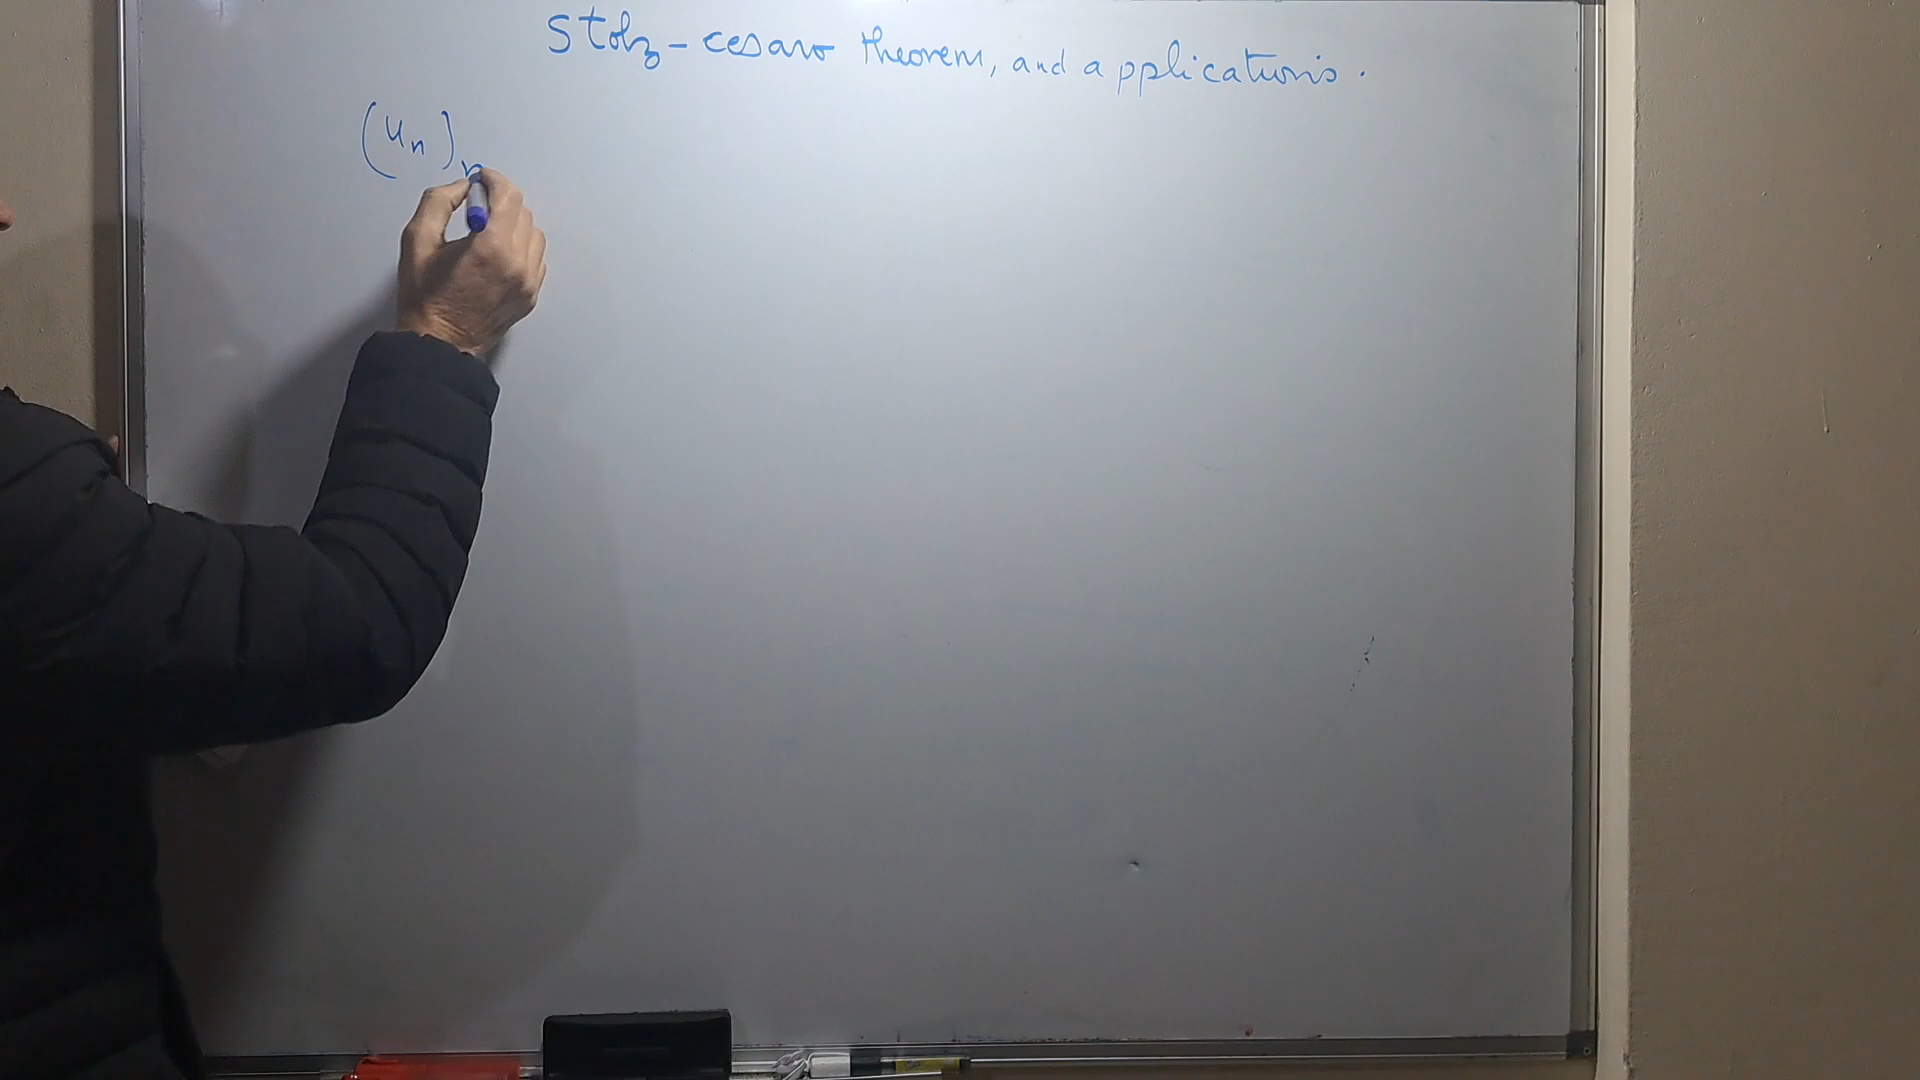 Stolz-cesaro theorem, and applications.
(un)n